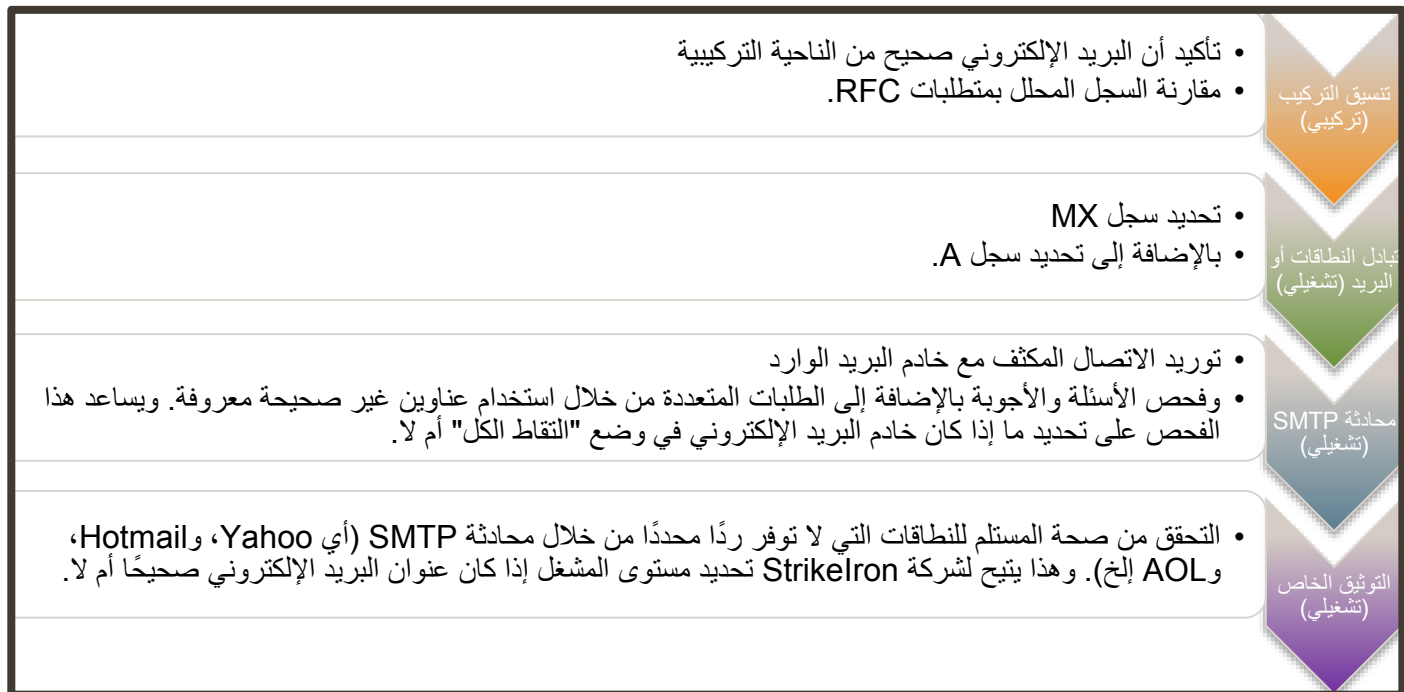 تنسيق التركيب
(تركيبي)
• تأكيد أن البريد الإلكتروني صحيح من الناحية التركيبية
• مقارنة السجل المحلل بمتطلبات RFC.
تبادل النطاقات أو
البريد (تشغيلي)
• تحديد سجل MX
• بالإضافة إلى تحديد سجل A.
محادثة SMTP
(تشغيلي)
• توريد الاتصال المكثف مع خادم البريد الوارد
• وفحص الأسئلة والأجوبة بالإضافة إلى الطلبات المتعددة من خلال استخدام عناوين غير صحيحة معروفة. ويساعد هذا
الفحص على تحديد ما إذا كان خادم البريد الإلكتروني في وضع "التقاط الكل" أم لا.
التوثيق الخاص
(تشغيلي)
• التحقق من صحة المستلم للنطاقات التي لا توفر ردًا محددًا من خلال محادثة SMTP (أي Yahoo، وHotmail،
وAOL إلخ). وهذا يتيح لشركة StrikeIron تحديد مستوى المشغل إذا كان عنوان البريد الإلكتروني صحيحًا أم لا.